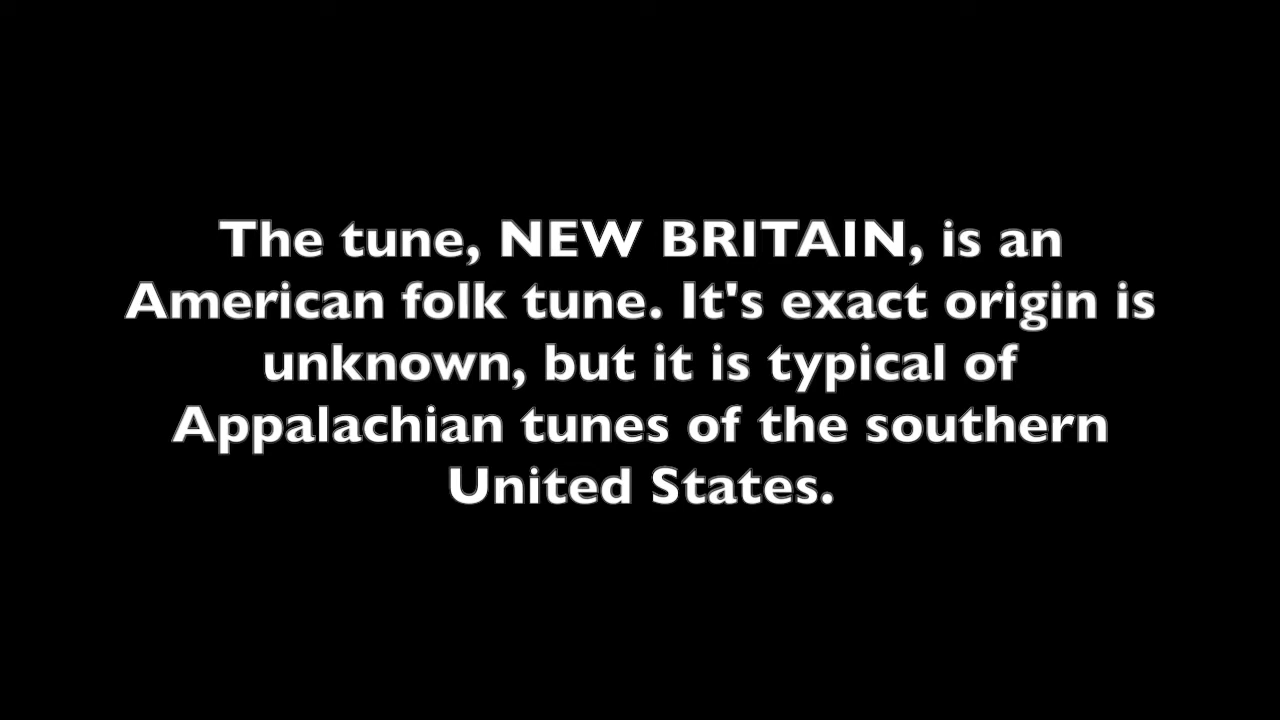 The tune, NEW BRITAIN, is an
American folk tune. It's exact origin is
unknown, but it is typical of
Appalachian tunes of the southern
United States.